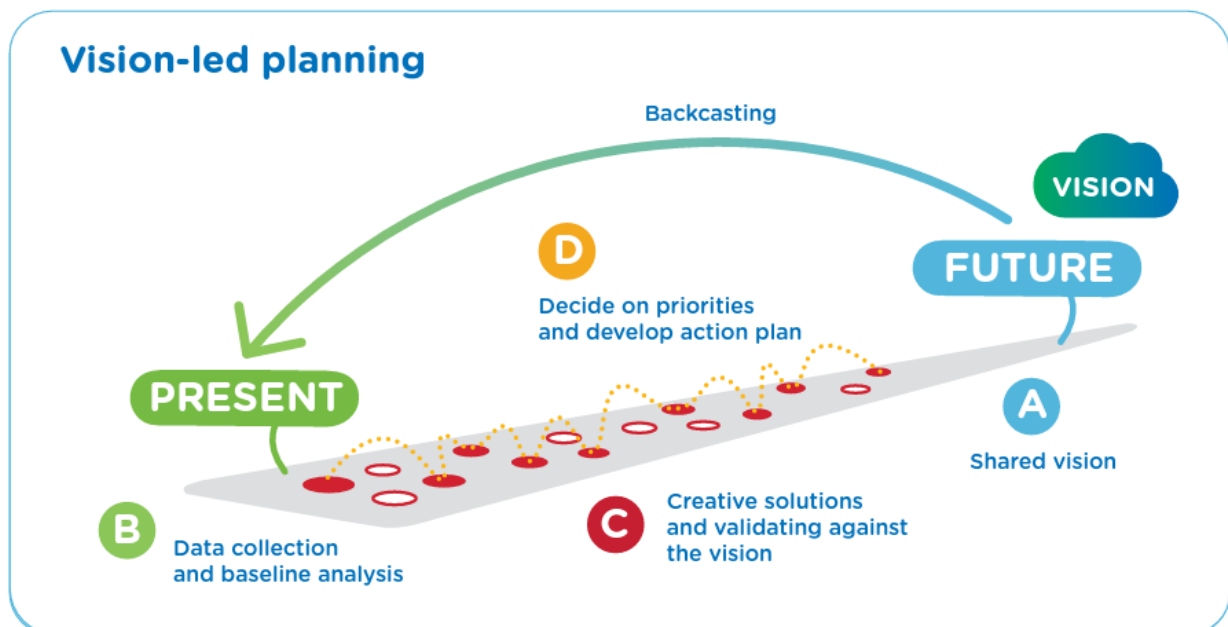 Vision-led planning
Backcasting
VISION
FUTURE
D
Decide on priorities
and develop action plan
PRESENT
A
Shared vision
B
Data collection
and baseline analysis
C
Creative solutions
and validating against
the vision